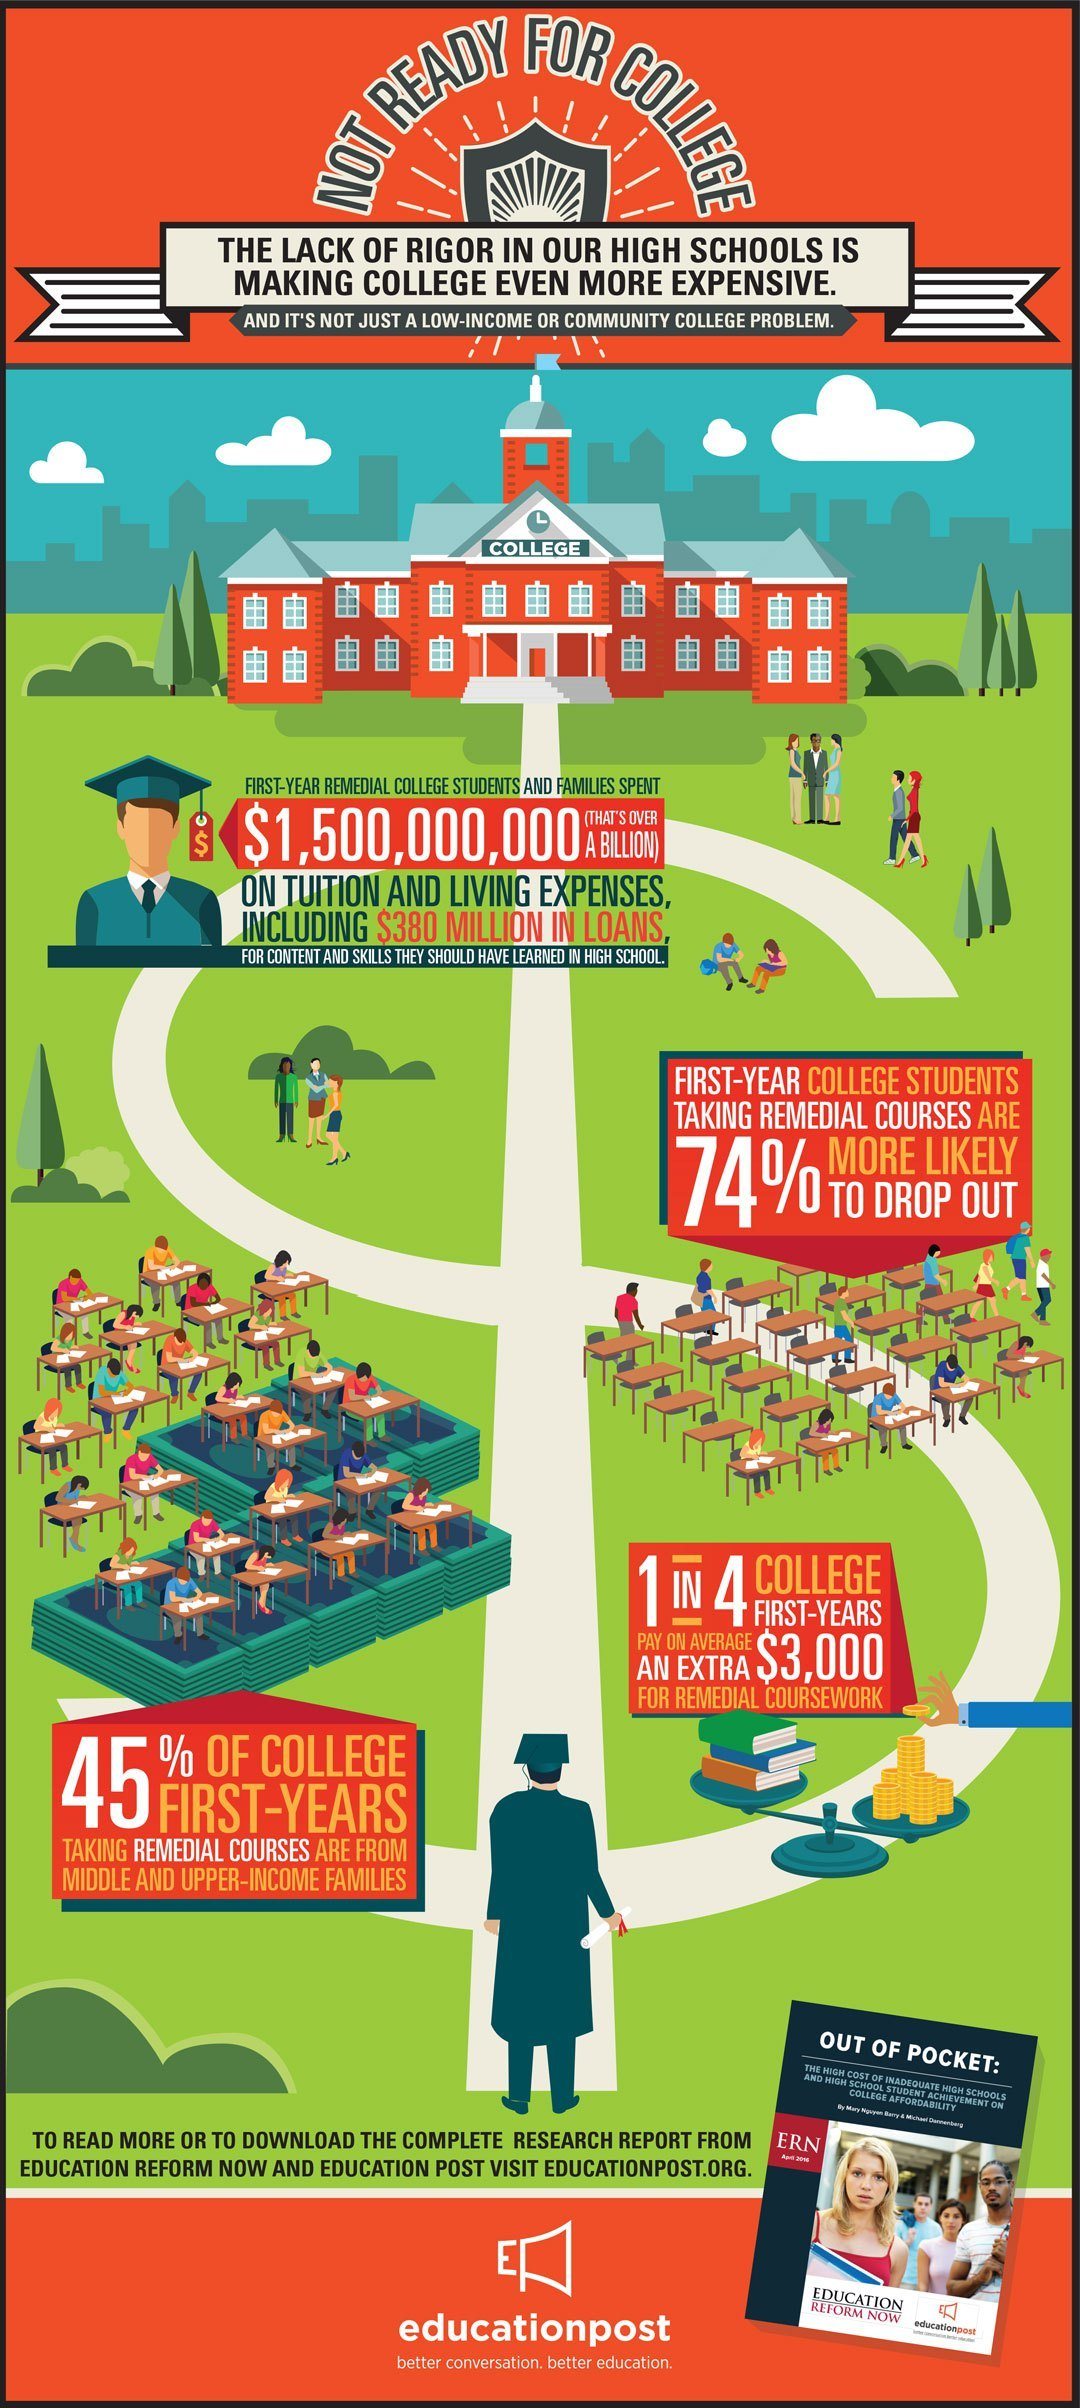 NOT READY FOR COLLEGE
THE LACK OF RIGOR IN OUR HIGH SCHOOLS IS
MAKING COLLEGE EVEN MORE EXPENSIVE.
AND IT'S NOT JUST A LOW-INCOME OR COMMUNITY COLLEGE PROBLEM.
COLLEGE
FIRST-YEAR REMEDIAL COLLEGE STUDENTS AND FAMILIES SPENT
$
$1,500,000,000 (THAT'S OVER
A BILLION)
ON TUITION AND LIVING EXPENSES,
INCLUDING $380 MILLION IN LOANS,
FOR CONTENT AND SKILLS THEY SHOULD HAVE LEARNED IN HIGH SCHOOL.
FIRST-YEAR COLLEGE STUDENTS
TAKING REMEDIAL COURSES ARE
74% MORE LIKELY
TO DROP OUT
1 IN 4 COLLEGE
FIRST-YEARS
PAY ON AVERAGE
AN EXTRA $3,000
FOR REMEDIAL COURSEWORK
45% OF COLLEGE
FIRST-YEARS
TAKING REMEDIAL COURSES ARE FROM
MIDDLE AND UPPER-INCOME FAMILIES
OUT OF POCKET:
THE HIGH COST OF INADEQUATE HIGH SCHOOLS
AND HIGH SCHOOL STUDENT ACHIEVEMENT ON
COLLEGE AFFORDABILITY
By Mary Nguyen Barry & Michael Dannenberg
ERN
April 2016
EDUCATION
REFORM NOW
educationpost
TO READ MORE OR TO DOWNLOAD THE COMPLETE RESEARCH REPORT FROM
EDUCATION REFORM NOW AND EDUCATION POST VISIT EDUCATIONPOST.ORG.
E
educationpost
better conversation. better education.